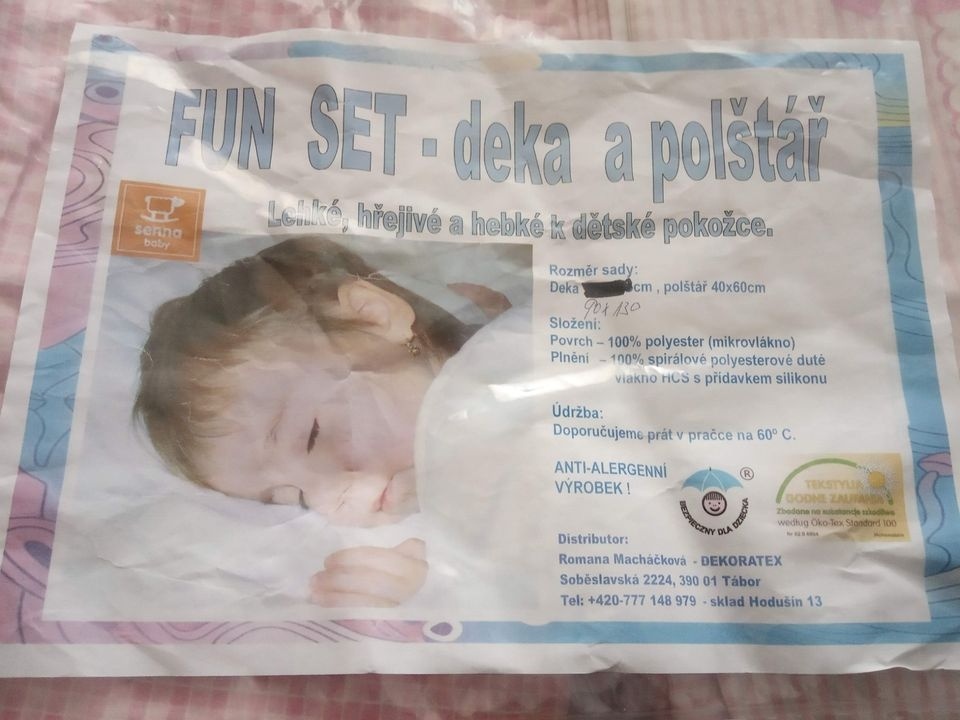 FUN SET - deka a polštář
Lehké, hřejivé a hebké k dětské pokožce.
sehna
baby
Rozměr sady:
Deka cm , polštář 40x60cm
90x130
Složení:
Povrch – 100% polyester (mikrovlákno)
Plnění – 100% spirálové polyesterové duté
vlákno HCS s přídavkem silikonu
Údržba:
Doporučujeme prát v pračce na 60º C.
ANTI-ALERGENNÍ
VÝROBEK !
®
BEZPIECZNY DLA DZIECKA
TEKSTYLIA
GODNE ZAUFANIA
Zbadane na substancje szkodliwe
według Öko-Tex Standard 100
Distributor:
Romana Macháčková - DEKORATEX
Soběslavská 2224, 390 01 Tábor
Tel: +420-777 148 979 - sklad Hodušín 13